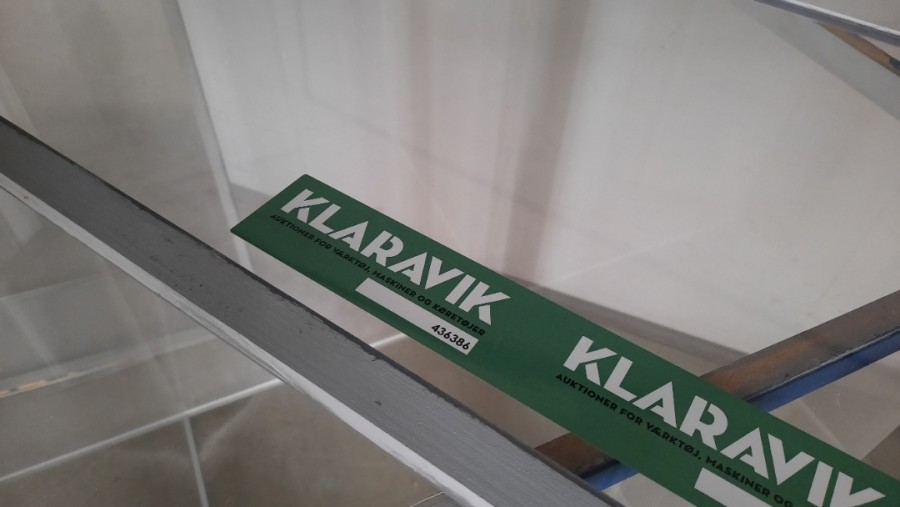 KLARAVIK
AUKTIONER FOR VÆRKTØJ, MASKINER OG KØRETØJER
436386
KLARAVIK
AUKTIONER FOR VÆRKTØJ, MASKINER OG